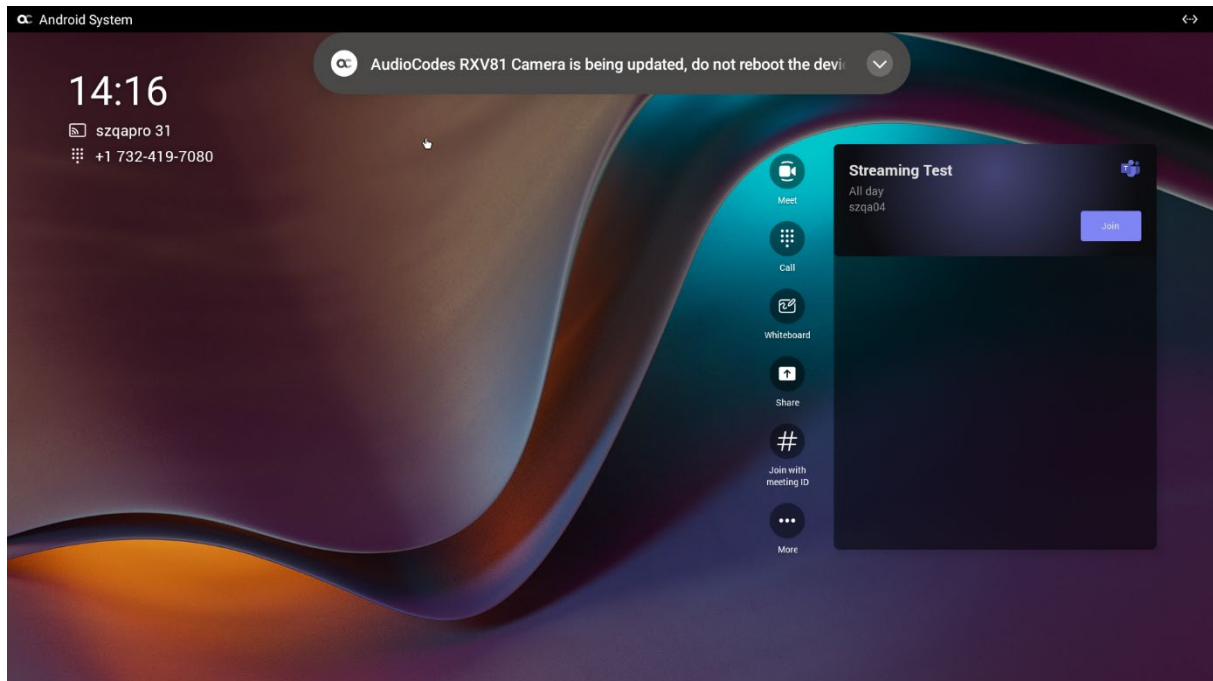 Android System
AudioCodes RXV81 Camera is being updated, do not reboot the devi
14:16
szqapro 31
+1 732-419-7080
Meet
Call
Whiteboard
Share
Join with
meeting ID
More
Streaming Test
All day
szqa04
Join